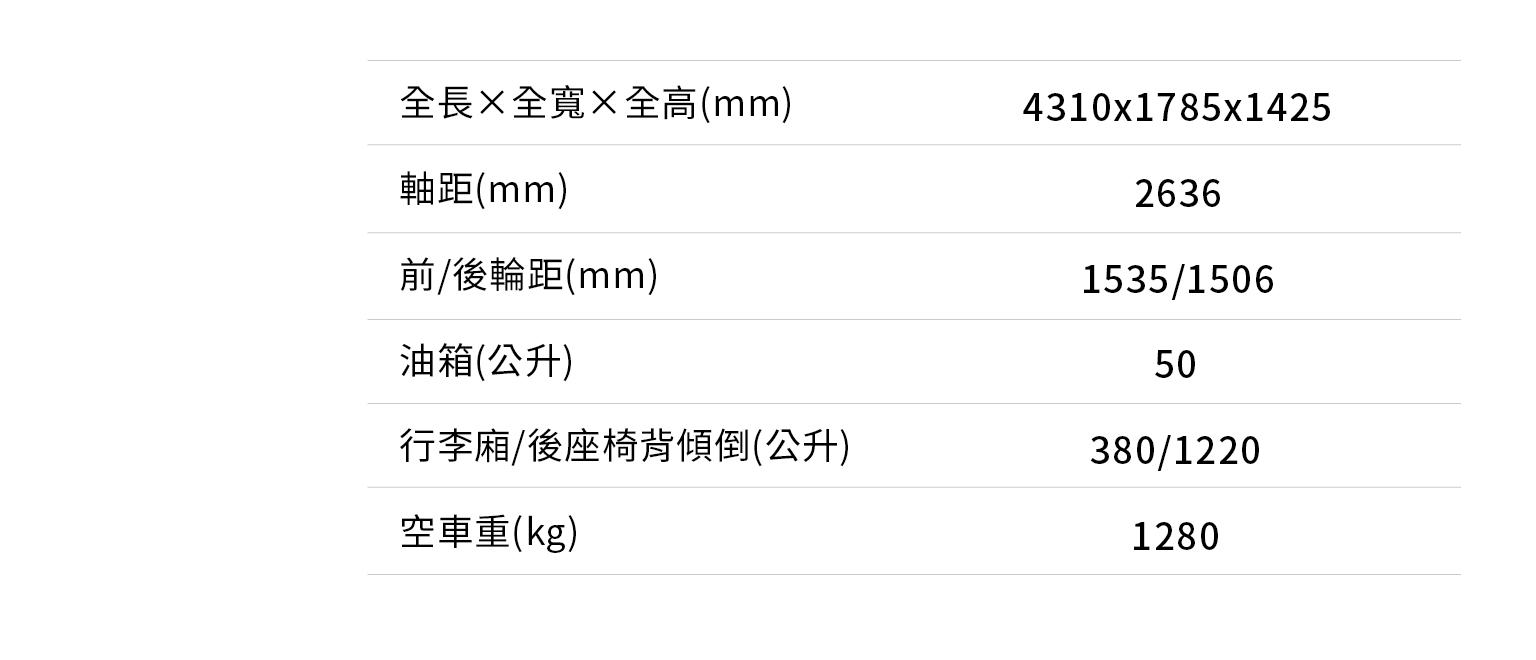 全長×全寬×全高(mm) 4310x1785x1425
軸距(mm) 2636
前/後輪距(mm) 1535/1506
油箱(公升) 50
行李廂/後座椅背傾倒(公升) 380/1220
空車重(kg) 1280